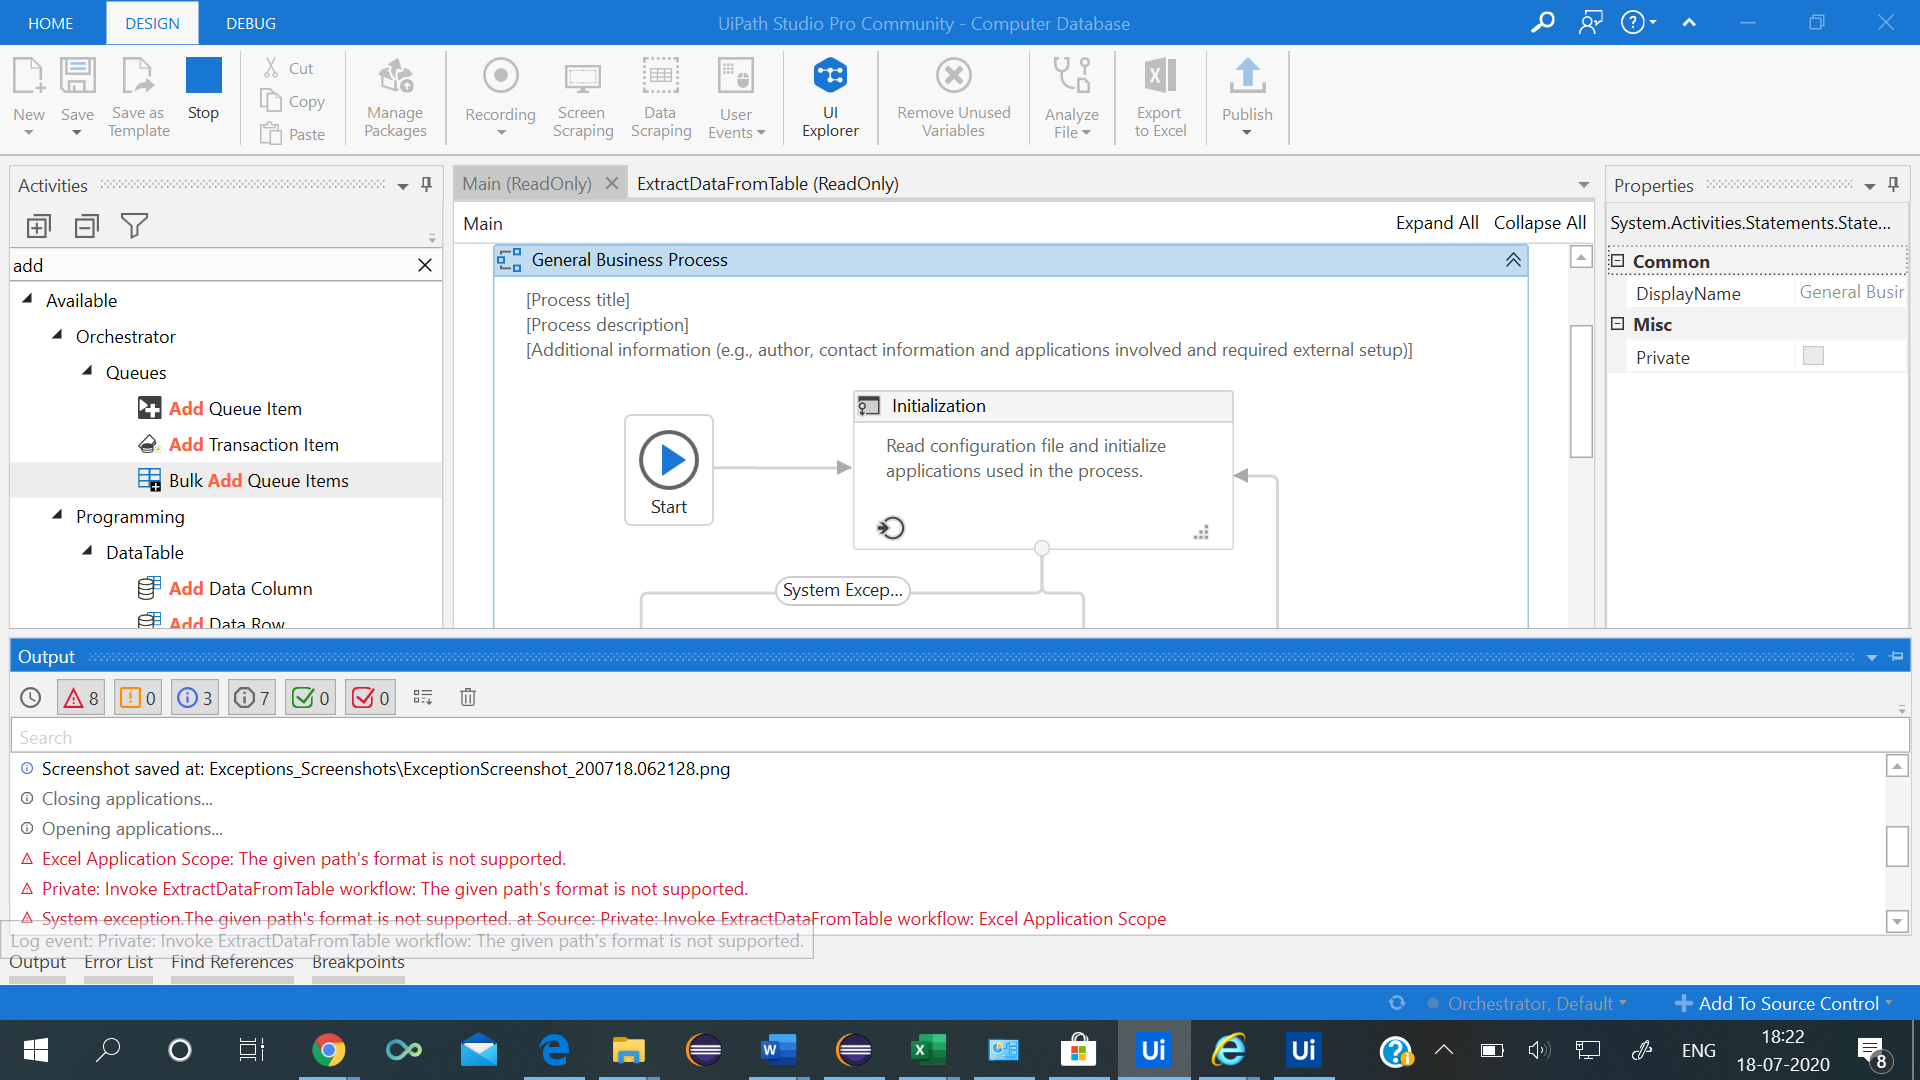 HOME DESIGN DEBUG UiPath Studio Pro Community - Computer Database
New Save Save as Template Stop Cut Copy Paste Manage Packages Recording Screen Scraping Data Scraping User Events UI Explorer Remove Unused Variables Analyze File Export to Excel Publish
Activities
add
Available
Orchestrator
Queues
Add Queue Item
Add Transaction Item
Bulk Add Queue Items
Programming
DataTable
Add Data Column
Add Data Row
Main (ReadOnly) ExtractDataFromTable (ReadOnly)
Main Expand All Collapse All
General Business Process
[Process title]
[Process description]
[Additional information (e.g., author, contact information and applications involved and required external setup)]
Start
Initialization
Read configuration file and initialize
applications used in the process.
System Excep...
Properties
System.Activities.Statements.State...
Common
DisplayName General Busir
Misc
Private
Output
8 0 3 7 0 0
Search
Screenshot saved at: Exceptions_Screenshots\ExceptionScreenshot_200718.062128.png
Closing applications...
Opening applications...
Excel Application Scope: The given path's format is not supported.
Private: Invoke ExtractDataFromTable workflow: The given path's format is not supported.
System exception.The given path's format is not supported. at Source: Private: Invoke ExtractDataFromTable workflow: Excel Application Scope
Log event: Private: Invoke ExtractDataFromTable workflow: The given path's format is not supported.
Output Error List Find References Breakpoints
Orchestrator, Default Add To Source Control
W Ui Ui ENG 18:22
18-07-2020 8